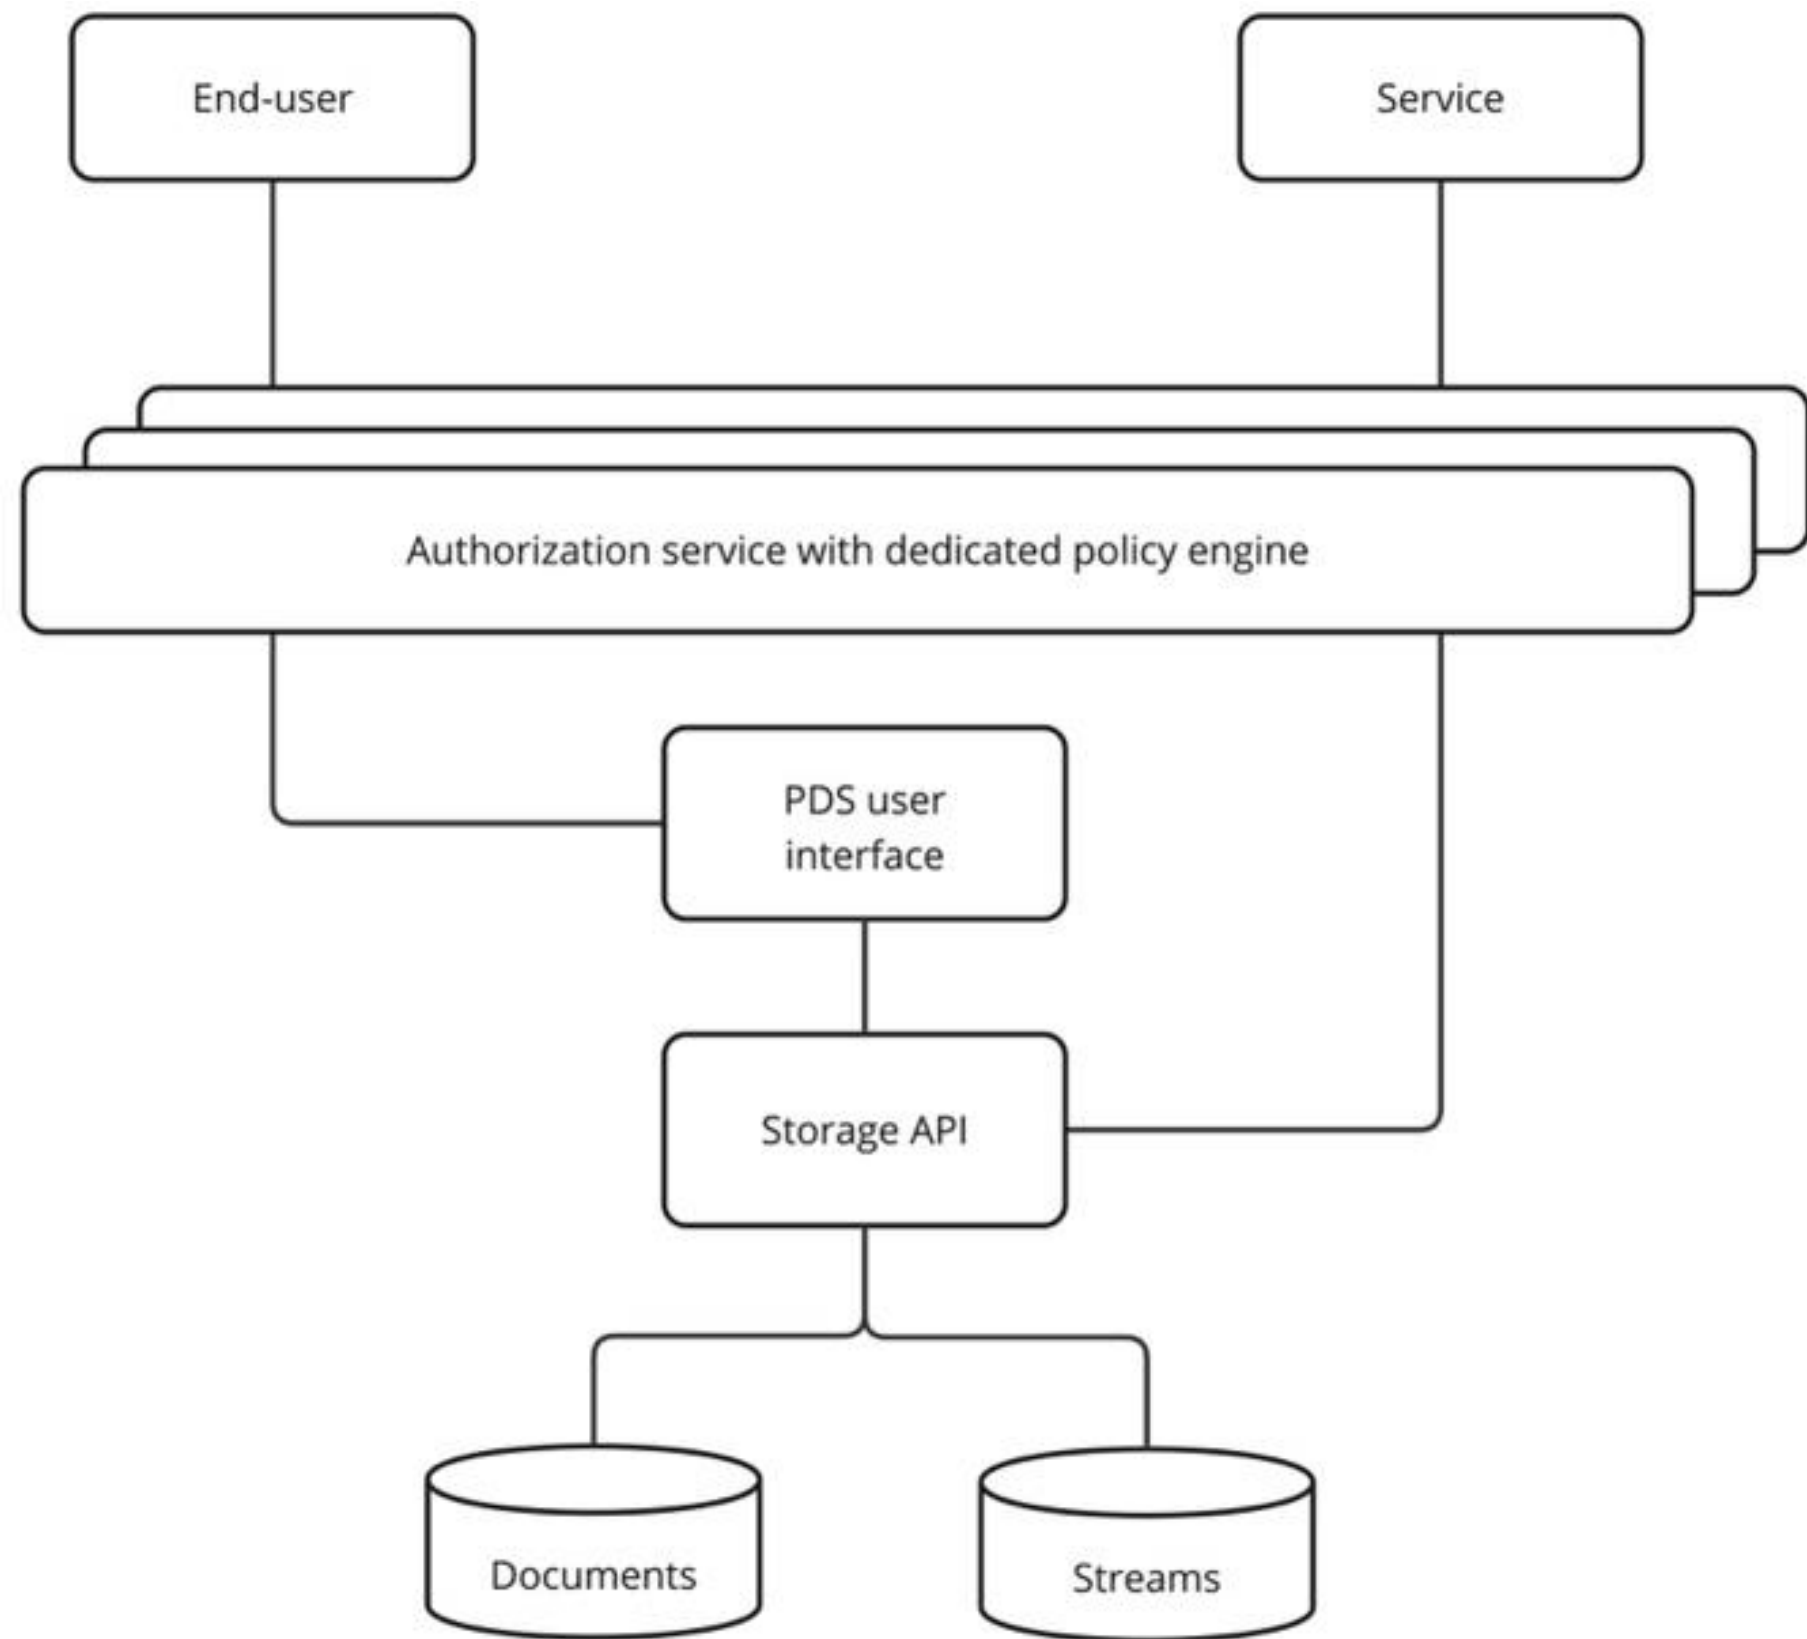 End-user
Service
Authorization service with dedicated policy engine
PDS user
interface
Storage API
Documents
Streams